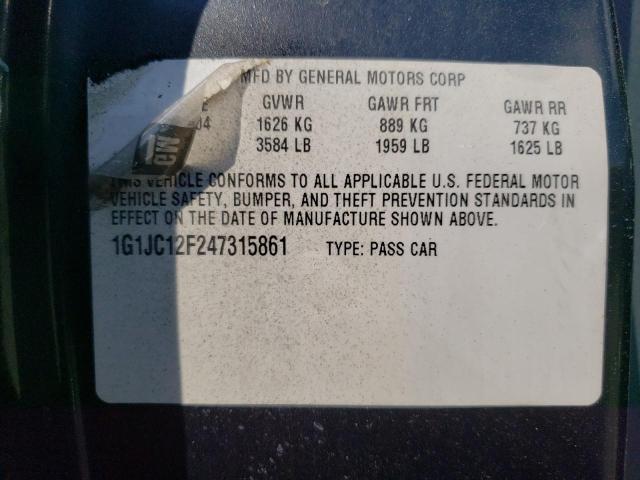 MFD BY GENERAL MOTORS CORP
E GVWR GAWR FRT GAWR RR
04 1626 KG 889 KG 737 KG
3584 LB 1959 LB 1625 LB
THIS VEHICLE CONFORMS TO ALL APPLICABLE U.S. FEDERAL MOTOR
VEHICLE SAFETY, BUMPER, AND THEFT PREVENTION STANDARDS IN
EFFECT ON THE DATE OF MANUFACTURE SHOWN ABOVE.
1G1JC12F247315861 TYPE: PASS CAR